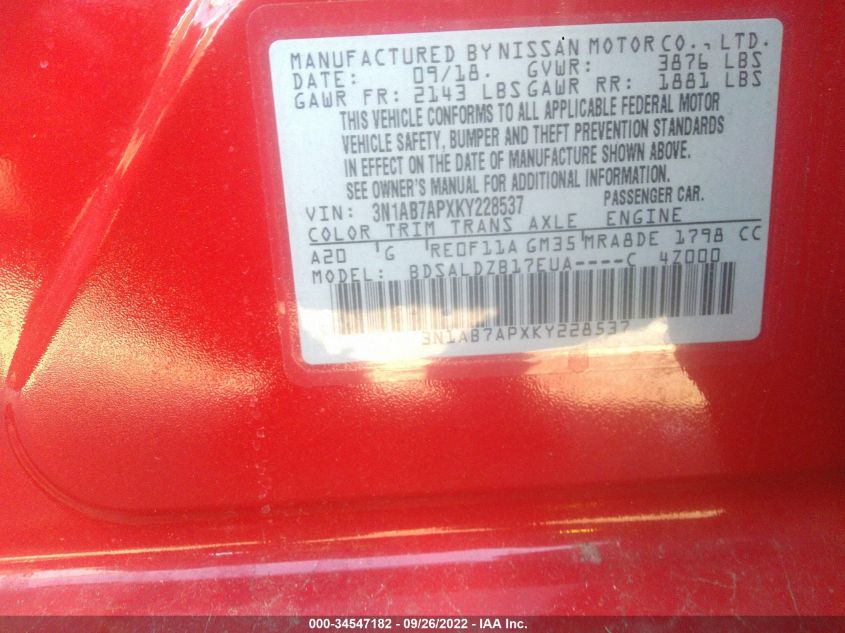 MANUFACTURED BY NISSAN MOTOR CO., LTD.
DATE: 09/18. GVWR: 3876 LBS
GAWR FR: 2143 LBS GAWR RR: 1881 LBS
THIS VEHICLE CONFORMS TO ALL APPLICABLE FEDERAL MOTOR
VEHICLE SAFETY, BUMPER AND THEFT PREVENTION STANDARDS
IN EFFECT ON THE DATE OF MANUFACTURE SHOWN ABOVE.
SEE OWNER'S MANUAL FOR ADDITIONAL INFORMATION.
VIN: 3N1AB7APXKY228537 PASSENGER CAR.
COLOR TRIM TRANS AXLE ENGINE
A20 G RE0F11A GM35 MRA8DE 1798 CC
MODEL: BDSALDZB17EUA----C 4Z000
3N1AB7APXKY228537
000-34547182 - 09/26/2022 - IAA Inc.